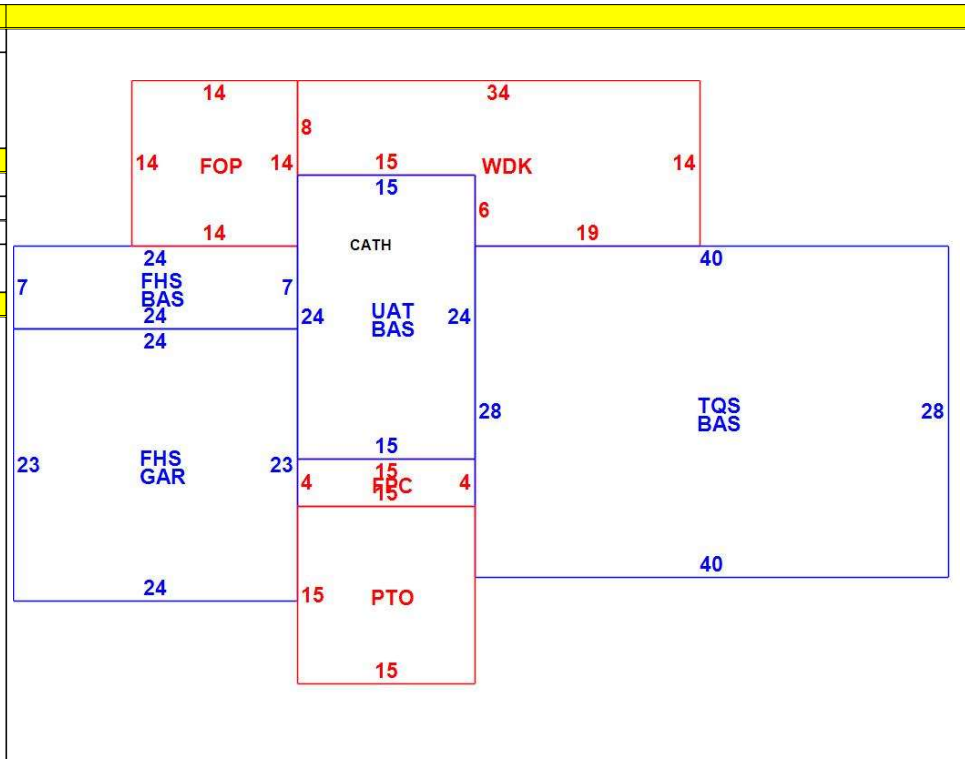 14 34
8
14 FOP 14 15 WDK 14
15
6
14 19
CATH
24 40
7 FHS 7
BAS
24 24 UAT 24
BAS
24
28 TQS 28
BAS
15
23 FHS 23
GAR
15
4 FPC 4
15
40
24 15 PTO
15